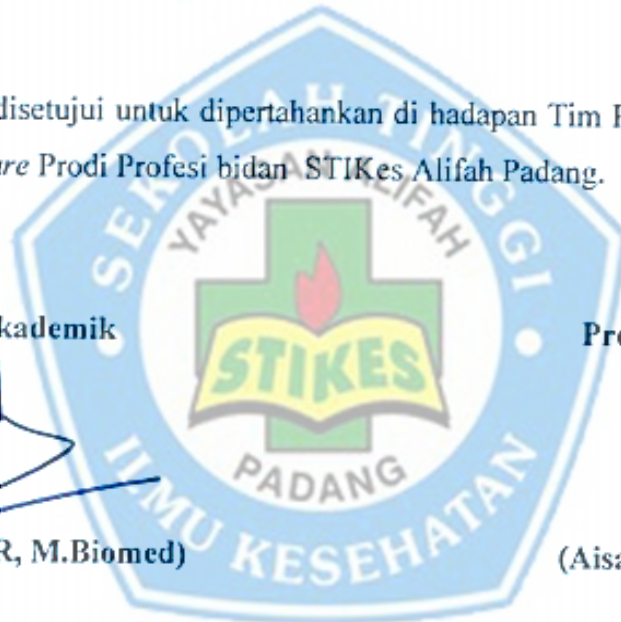 disetujui untuk dipertahankan di hadapan Tim P
are Prodi Profesi bidan STIKes Alifah Padang.
SEKOLAH TINGGI
YAYASAN ALIFAH
kademik
Pre
STIKES
PADANG
ILMU KESEHATAN
R, M.Biomed)
(Aisa